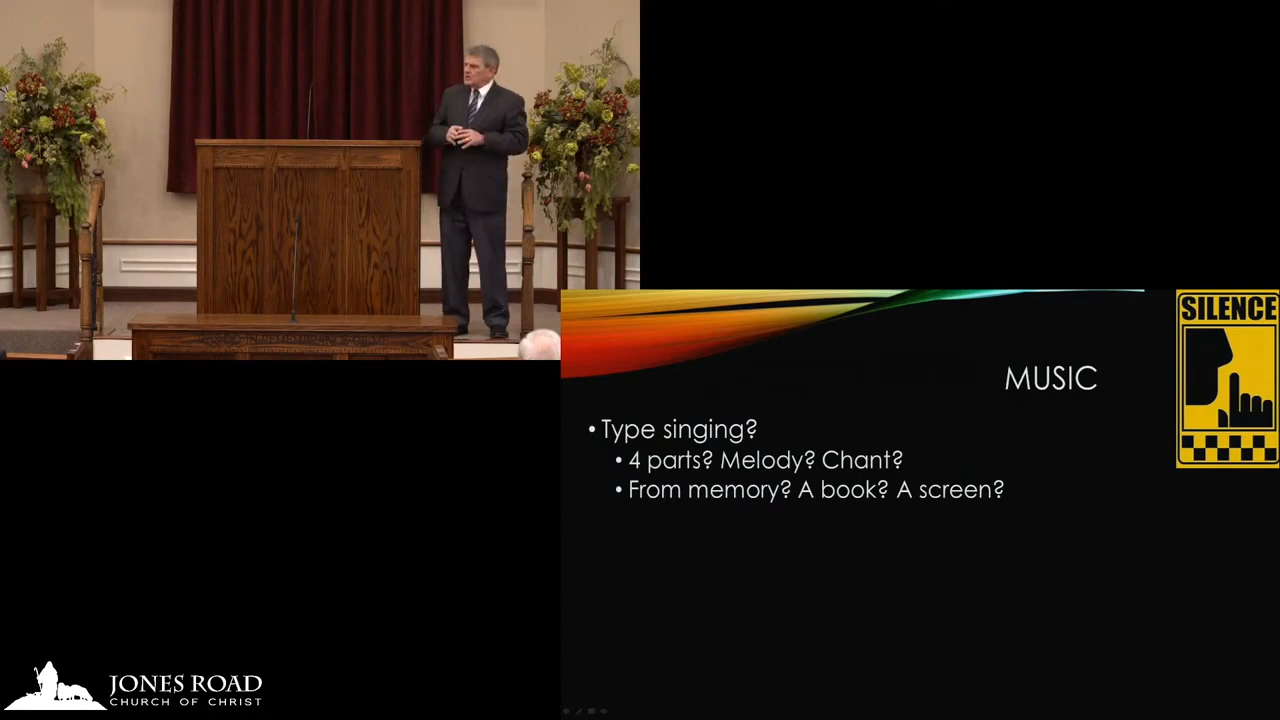 SILENCE
MUSIC
• Type singing?
• 4 parts? Melody? Chant?
• From memory? A book? A screen?
JONES ROAD
CHURCH OF CHRIST